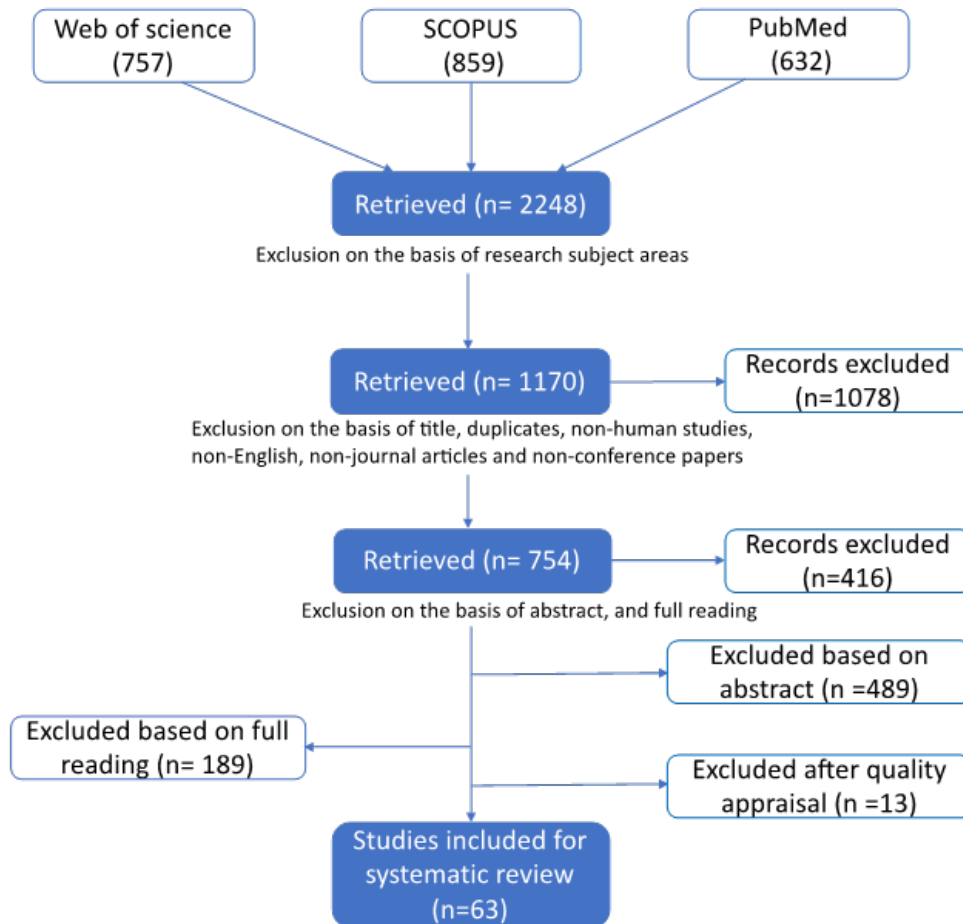 Web of science
(757)
SCOPUS
(859)
PubMed
(632)
Retrieved (n= 2248)
Exclusion on the basis of research subject areas
Retrieved (n= 1170)
Records excluded
(n=1078)
Exclusion on the basis of title, duplicates, non-human studies,
non-English, non-journal articles and non-conference papers
Retrieved (n= 754)
Records excluded
(n=416)
Exclusion on the basis of abstract, and full reading
Excluded based on
abstract (n =489)
Excluded based on full
reading (n= 189)
Excluded after quality
appraisal (n =13)
Studies included for
systematic review
(n=63)